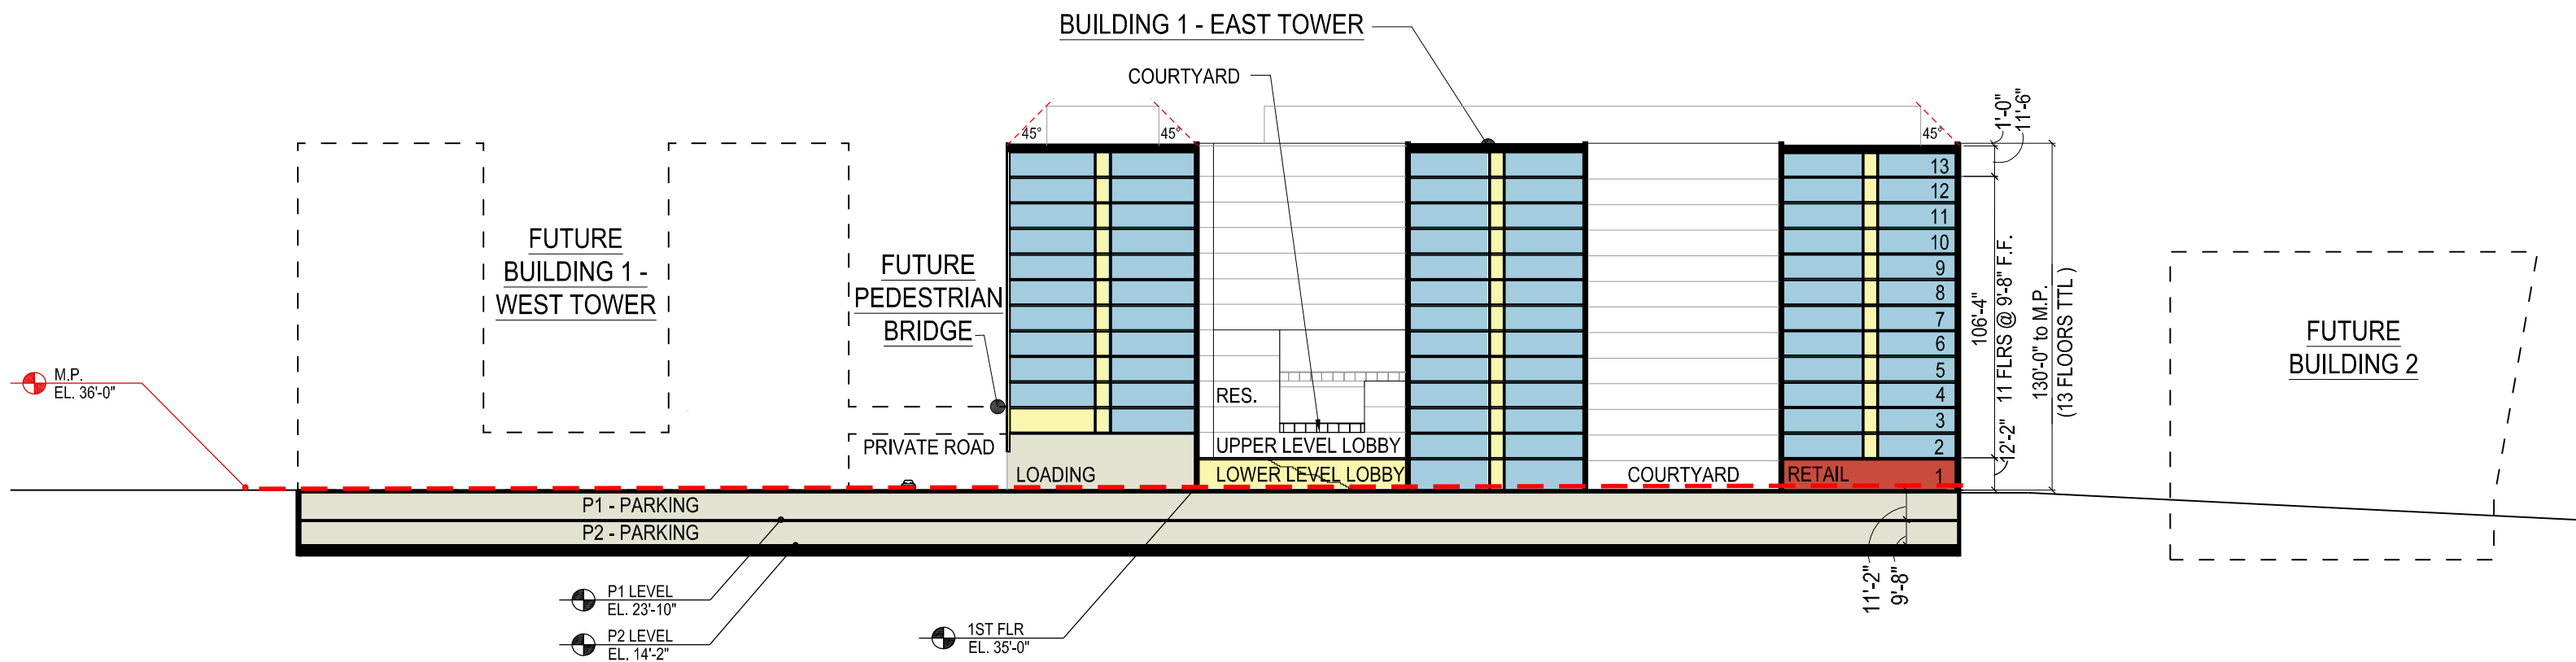 BUILDING 1 - EAST TOWER
COURTYARD
45°
45°
45°
1'-0"
11'-6"
FUTURE
BUILDING 1 -
WEST TOWER
FUTURE
PEDESTRIAN
BRIDGE
13
12
11
10
9
8
7
6
5
4
3
2
1
106'-4"
11 FLRS @ 9'-8" F.F.
12'-2"
130'-0" to M.P.
(13 FLOORS TTL )
FUTURE
BUILDING 2
M.P.
EL. 36'-0"
RES.
PRIVATE ROAD
UPPER LEVEL LOBBY
LOADING
LOWER LEVEL LOBBY
COURTYARD
RETAIL
P1 - PARKING
P2 - PARKING
11'-2"
9'-8"
P1 LEVEL
EL. 23'-10"
P2 LEVEL
EL. 14'-2"
1ST FLR
EL. 35'-0"